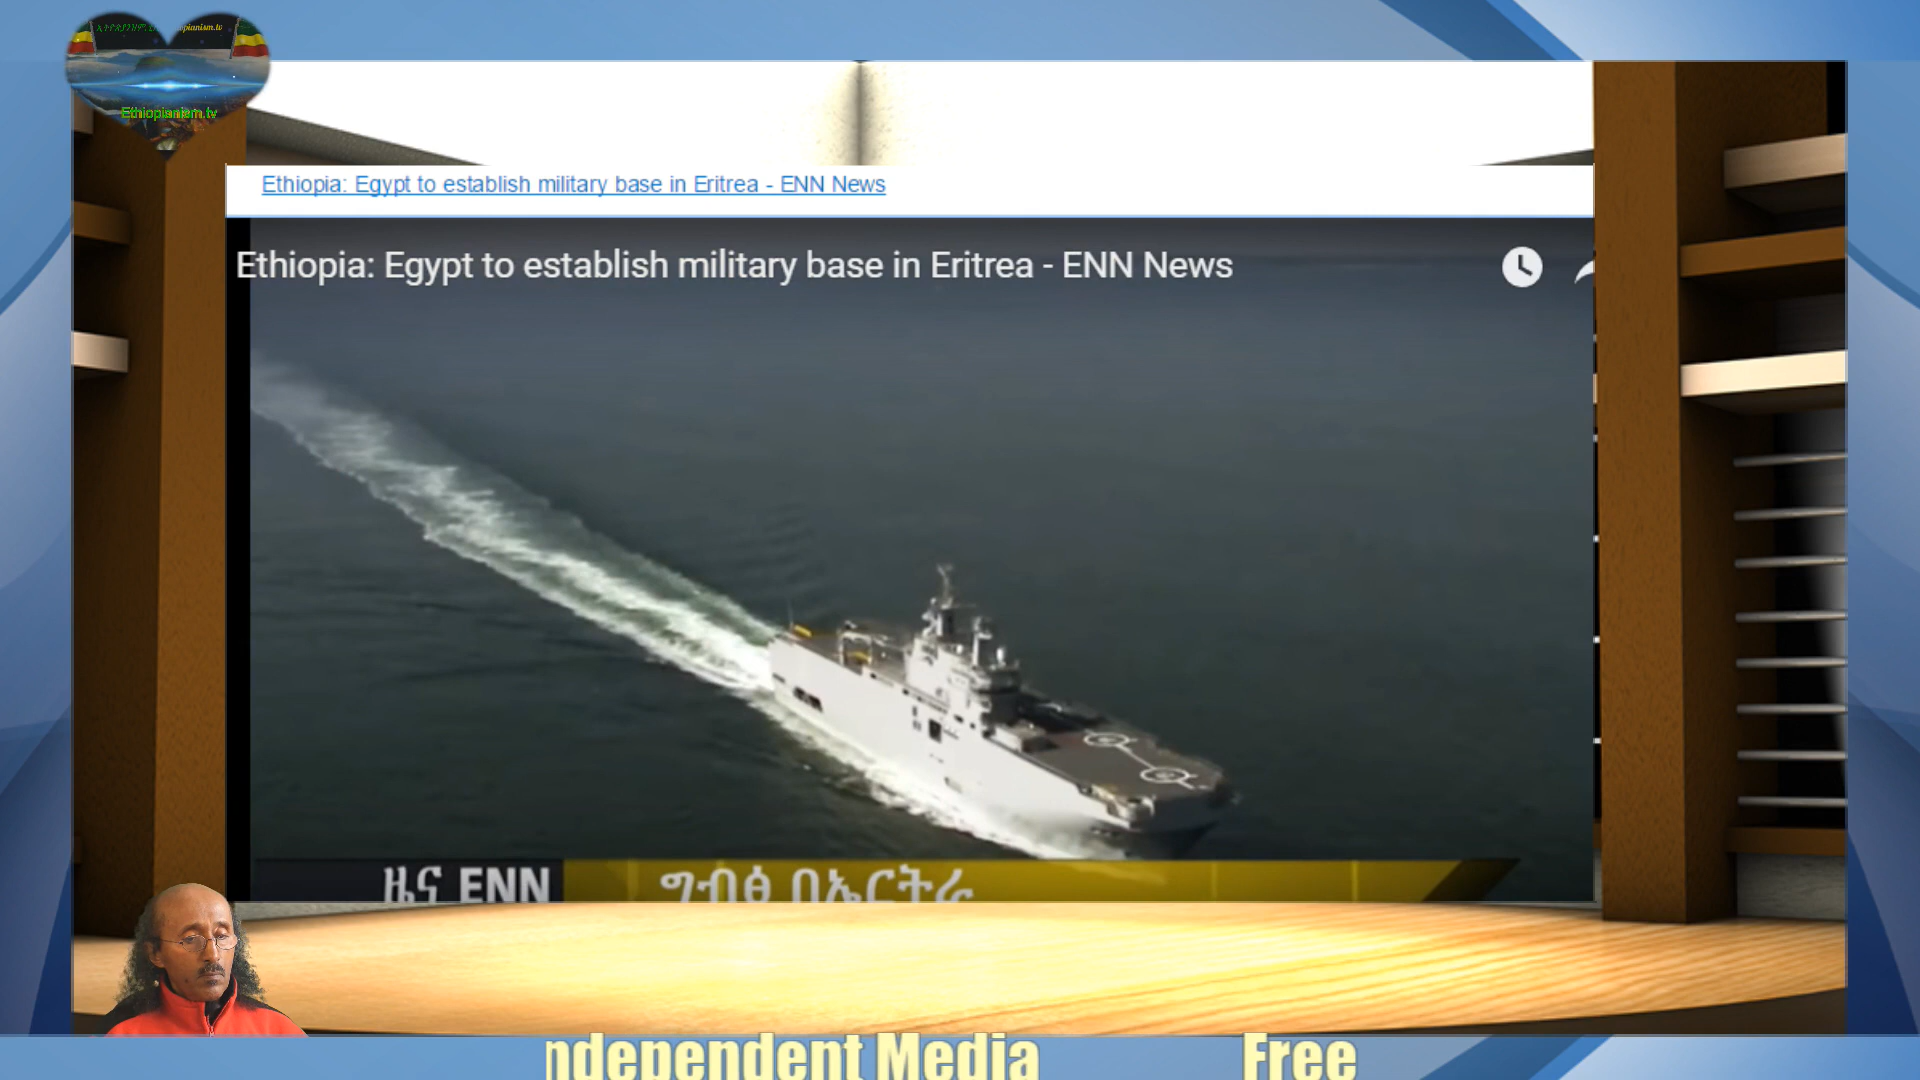 Ethiopianism.tv
Ethiopia: Egypt to establish military base in Eritrea - ENN News
Ethiopia: Egypt to establish military base in Eritrea - ENN News
ዜና ENN
ግብፅ በኤርትራ
ndependent Media Free